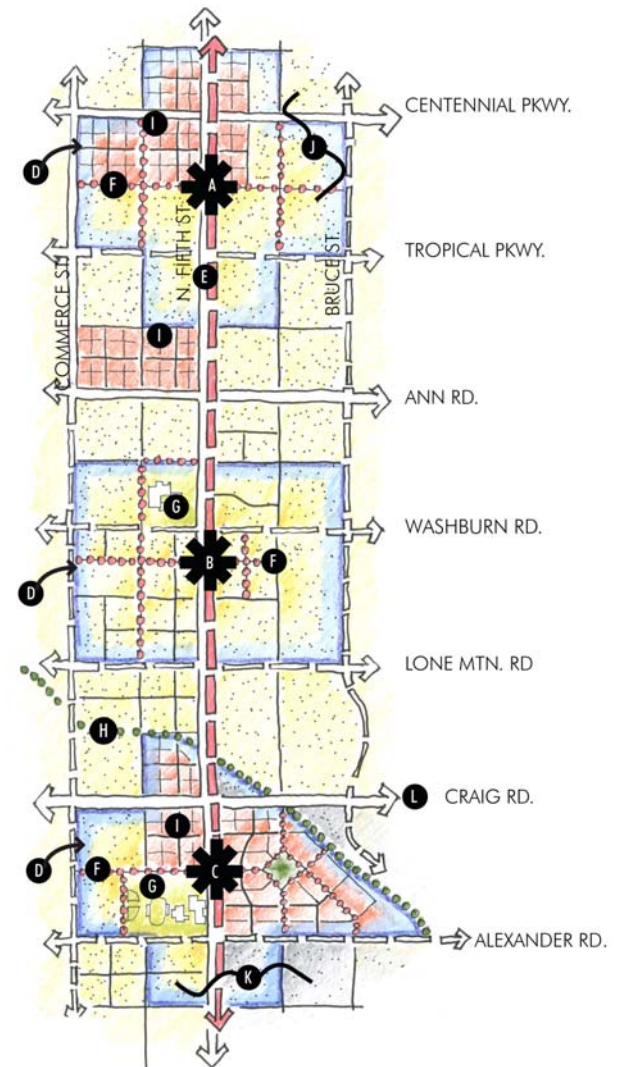 CENTENNIAL PKWY.
I
J
D
F
A
N. FIFTH ST
TROPICAL PKWY.
E
COMMERCE ST.
BRUCE ST
I
ANN RD.
G
WASHBURN RD.
B
F
D
LONE MTN. RD
H
L
CRAIG RD.
I
D
F
C
G
ALEXANDER RD.
K